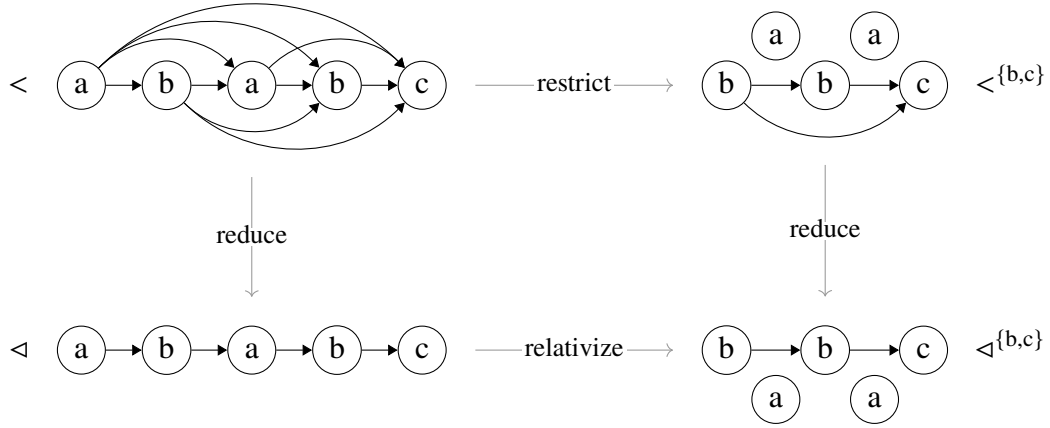 a a
< a b a b c restrict b b c <^{b,c}
reduce reduce
◁ a b a b c relativize b b c ◁^{b,c}
a a